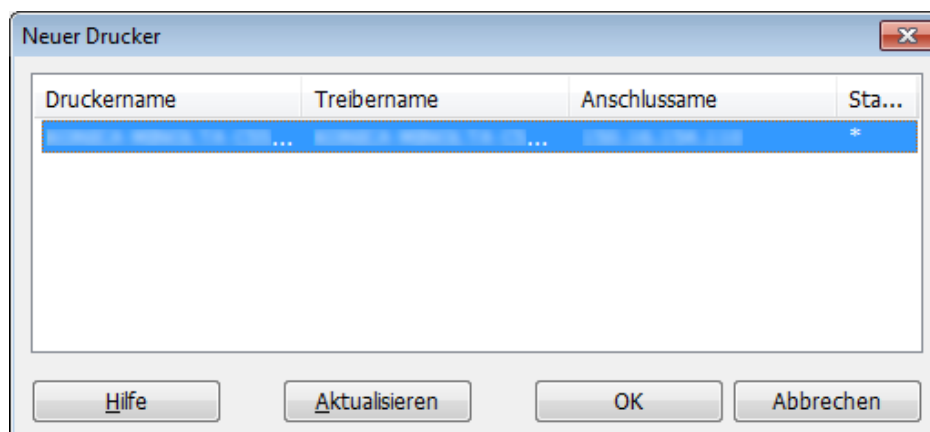 Neuer Drucker
Druckername Treibername Anschlussame Sta...
... ... *
Hilfe Aktualisieren OK Abbrechen